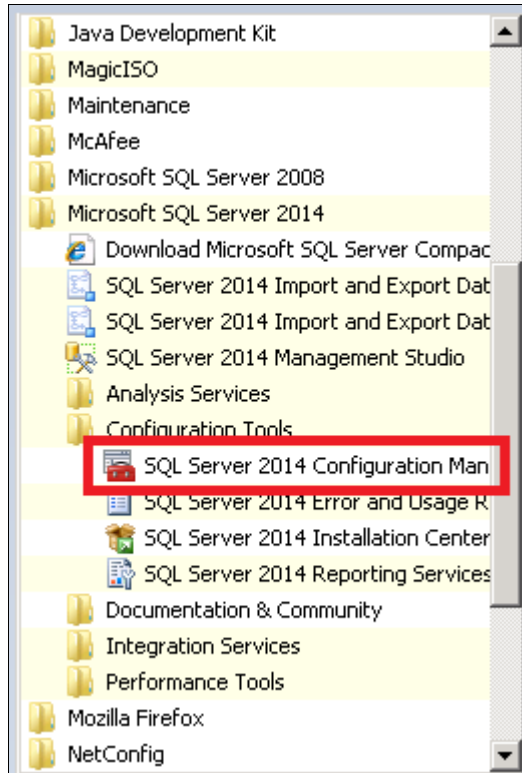 Java Development Kit
MagicISO
Maintenance
McAfee
Microsoft SQL Server 2008
Microsoft SQL Server 2014
Download Microsoft SQL Server Compac
SQL Server 2014 Import and Export Dat
SQL Server 2014 Import and Export Dat
SQL Server 2014 Management Studio
Analysis Services
Configuration Tools
SQL Server 2014 Configuration Man
SQL Server 2014 Error and Usage R
SQL Server 2014 Installation Center
SQL Server 2014 Reporting Services
Documentation & Community
Integration Services
Performance Tools
Mozilla Firefox
NetConfig